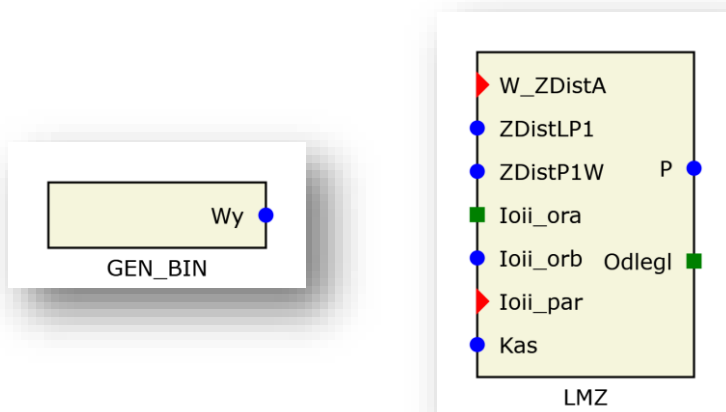 Wy
GEN_BIN
W_ZDistA
ZDistLP1
ZDistP1W
P
Ioii_ora
Ioii_orb
Odlegl
Ioii_par
Kas
LMZ